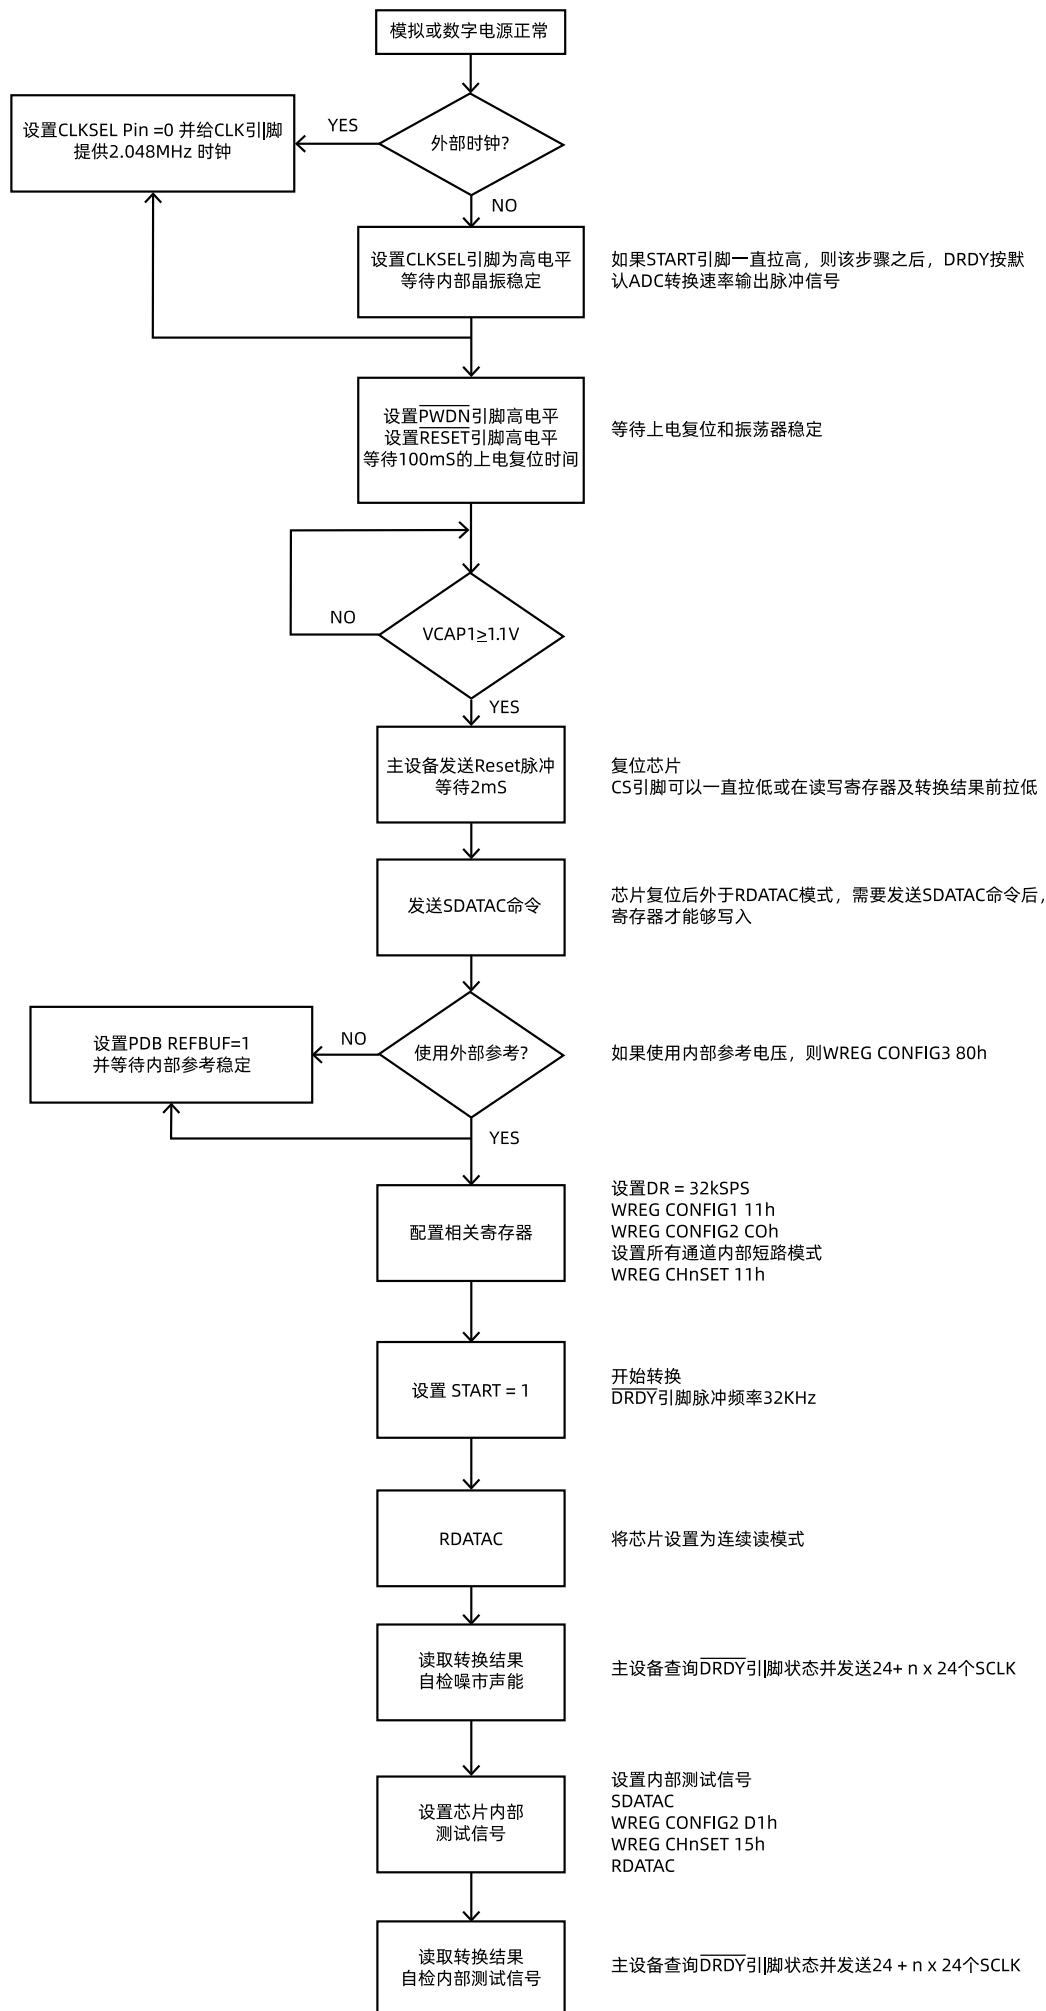 模拟或数字电源正常
外部时钟?
YES
设置CLKSEL Pin =0 并给CLK引脚
提供2.048MHz 时钟
NO
设置CLKSEL引脚为高电平
等待内部晶振稳定
如果START引脚一直拉高，则该步骤之后，DRDY按默
认ADC转换速率输出脉冲信号
设置PWDN引脚高电平
设置RESET引脚高电平
等待100mS的上电复位时间
等待上电复位和振荡器稳定
NO
VCAP1≥1.1V
YES
主设备发送Reset脉冲
等待2mS
复位芯片
CS引脚可以一直拉低或在读写寄存器及转换结果前拉低
发送SDATAC命令
芯片复位后外于RDATAC模式，需要发送SDATAC命令后，
寄存器才能够写入
设置PDB REFBUF=1
并等待内部参考稳定
NO
使用外部参考?
如果使用内部参考电压，则WREG CONFIG3 80h
YES
配置相关寄存器
设置DR = 32kSPS
WREG CONFIG1 11h
WREG CONFIG2 COh
设置所有通道内部短路模式
WREG CHnSET 11h
设置 START = 1
开始转换
DRDY引脚脉冲频率32KHz
RDATAC
将芯片设置为连续读模式
读取转换结果
自检噪市声能
主设备查询DRDY引脚状态并发送24+ n x 24个SCLK
设置芯片内部
测试信号
设置内部测试信号
SDATAC
WREG CONFIG2 D1h
WREG CHnSET 15h
RDATAC
读取转换结果
自检内部测试信号
主设备查询DRDY引脚状态并发送24 + n x 24个SCLK